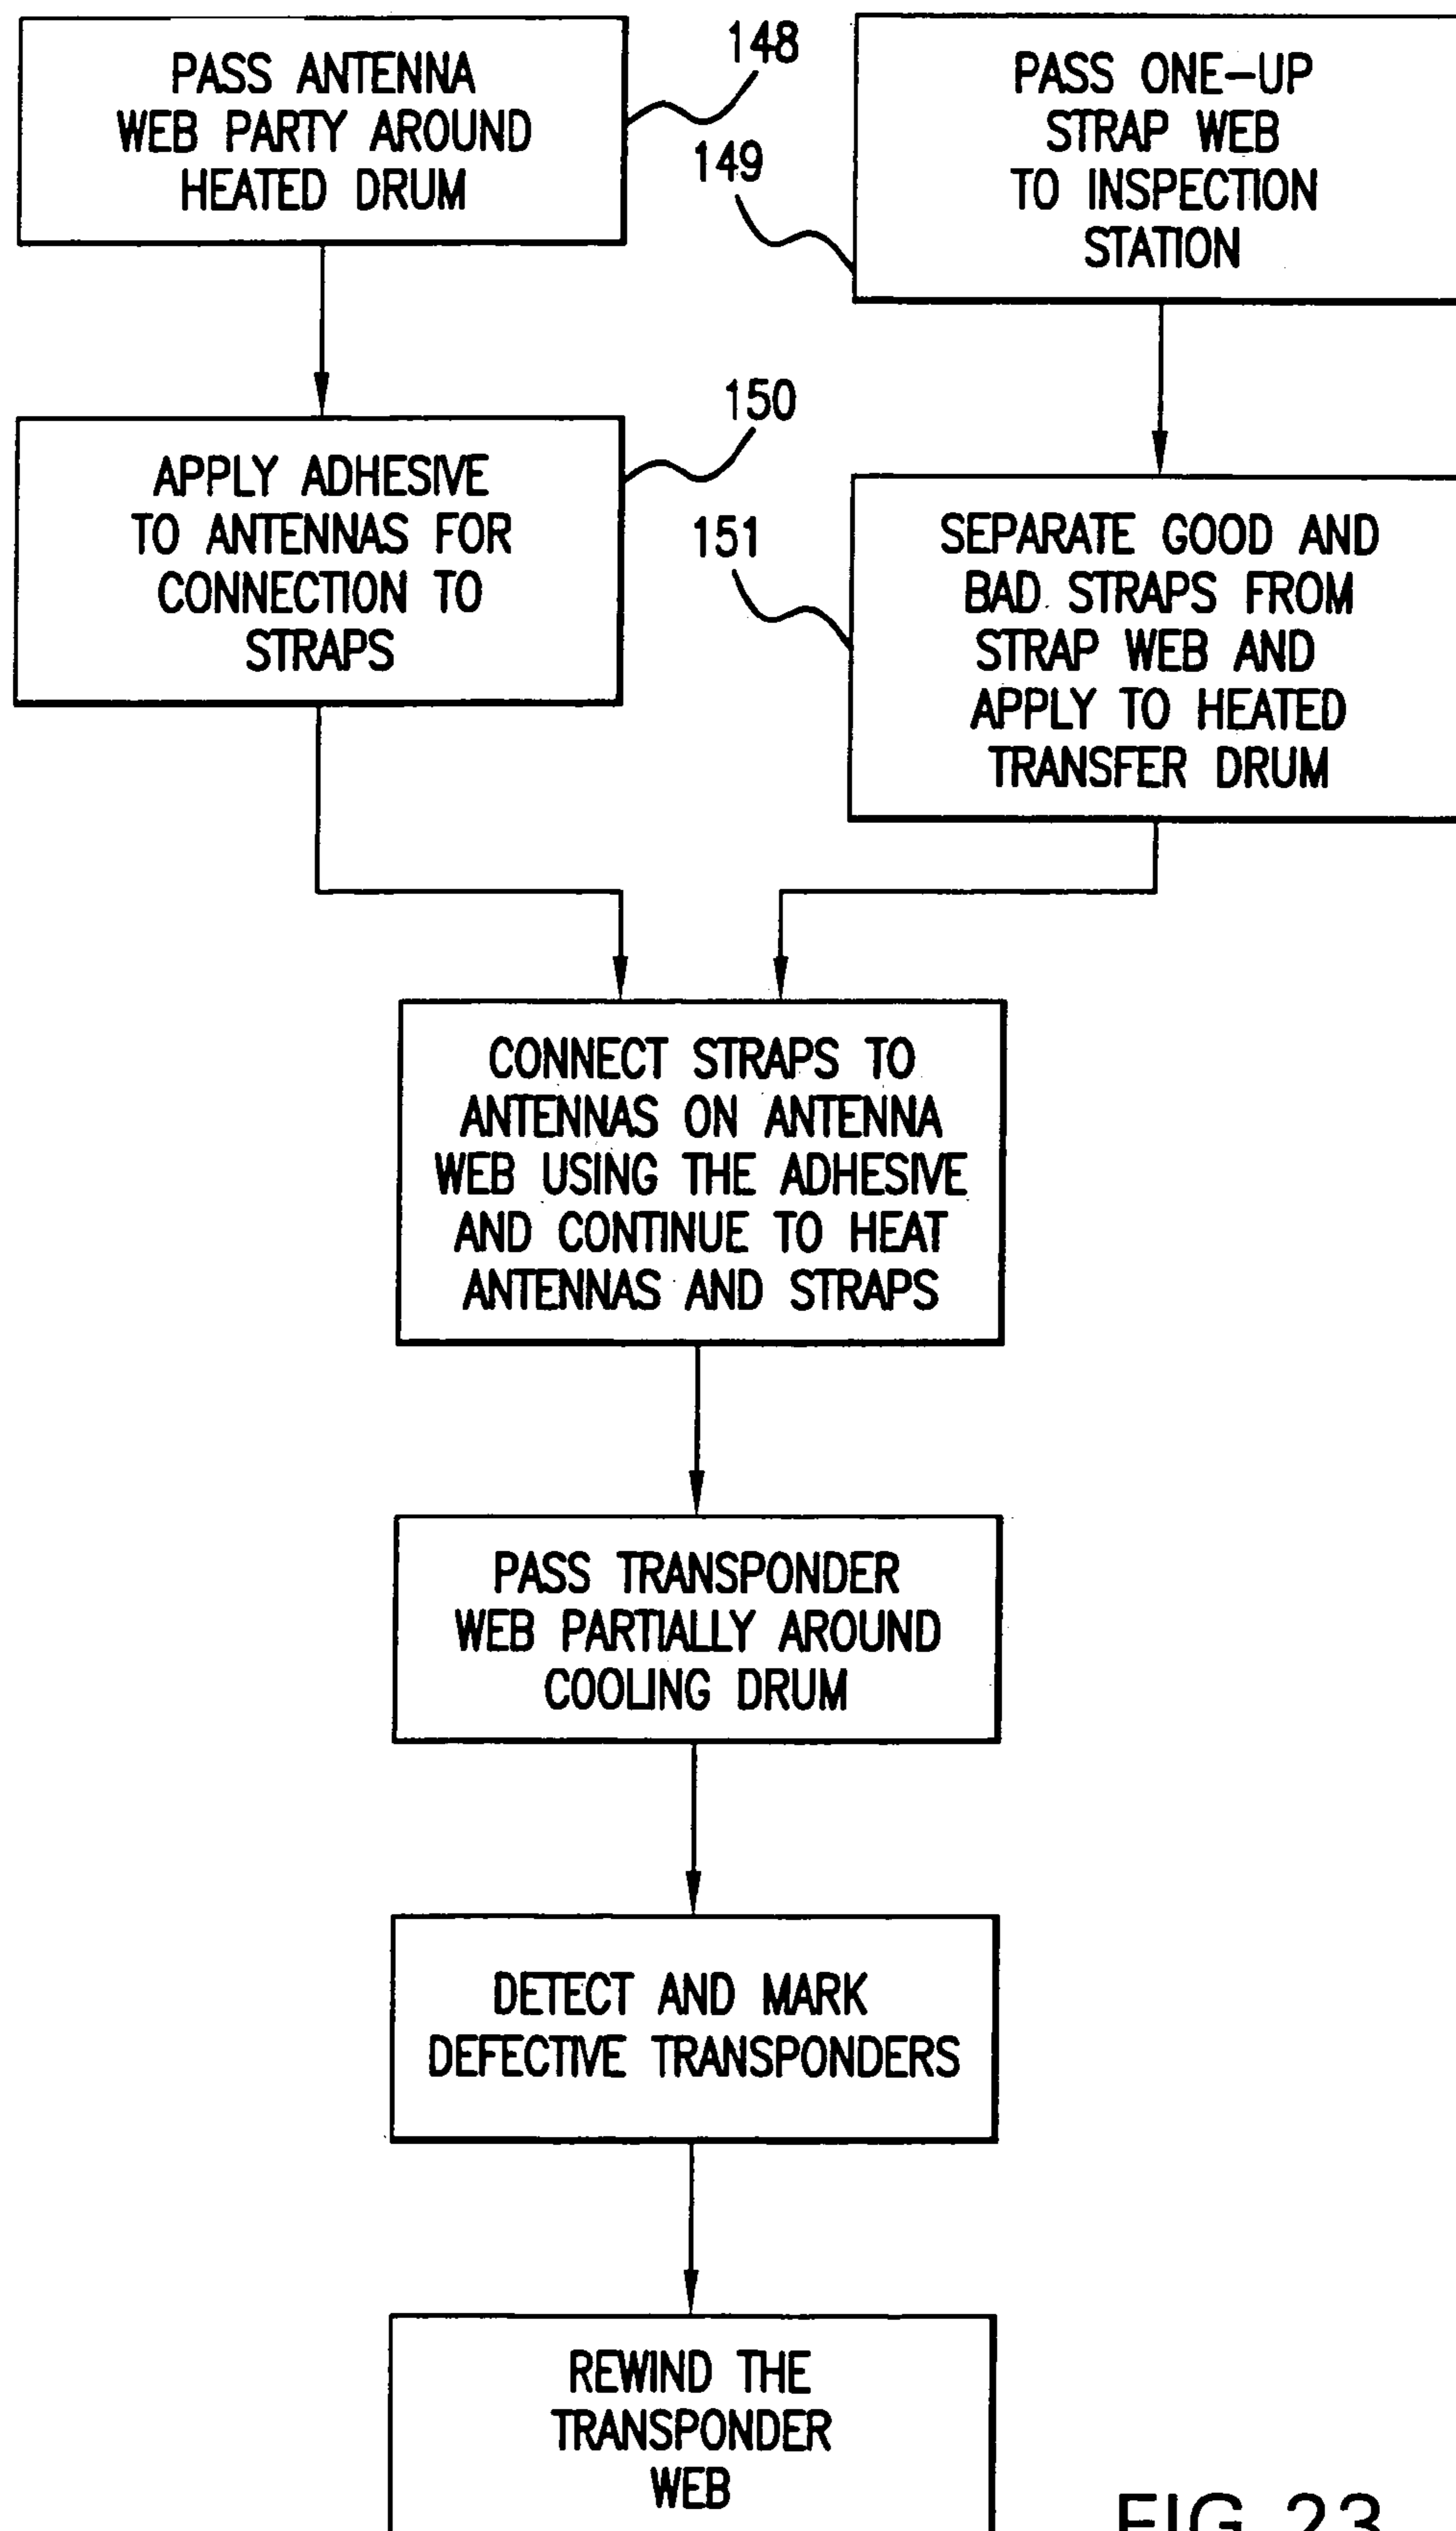 PASS ANTENNA
WEB PARTY AROUND
HEATED DRUM
148
PASS ONE-UP
STRAP WEB
TO INSPECTION
STATION
149
APPLY ADHESIVE
TO ANTENNAS FOR
CONNECTION TO
STRAPS
150
SEPARATE GOOD AND
BAD STRAPS FROM
STRAP WEB AND
APPLY TO HEATED
TRANSFER DRUM
151
CONNECT STRAPS TO
ANTENNAS ON ANTENNA
WEB USING THE ADHESIVE
AND CONTINUE TO HEAT
ANTENNAS AND STRAPS
PASS TRANSPONDER
WEB PARTIALLY AROUND
COOLING DRUM
DETECT AND MARK
DEFECTIVE TRANSPONDERS
REWIND THE
TRANSPONDER
WEB
FIG. 23